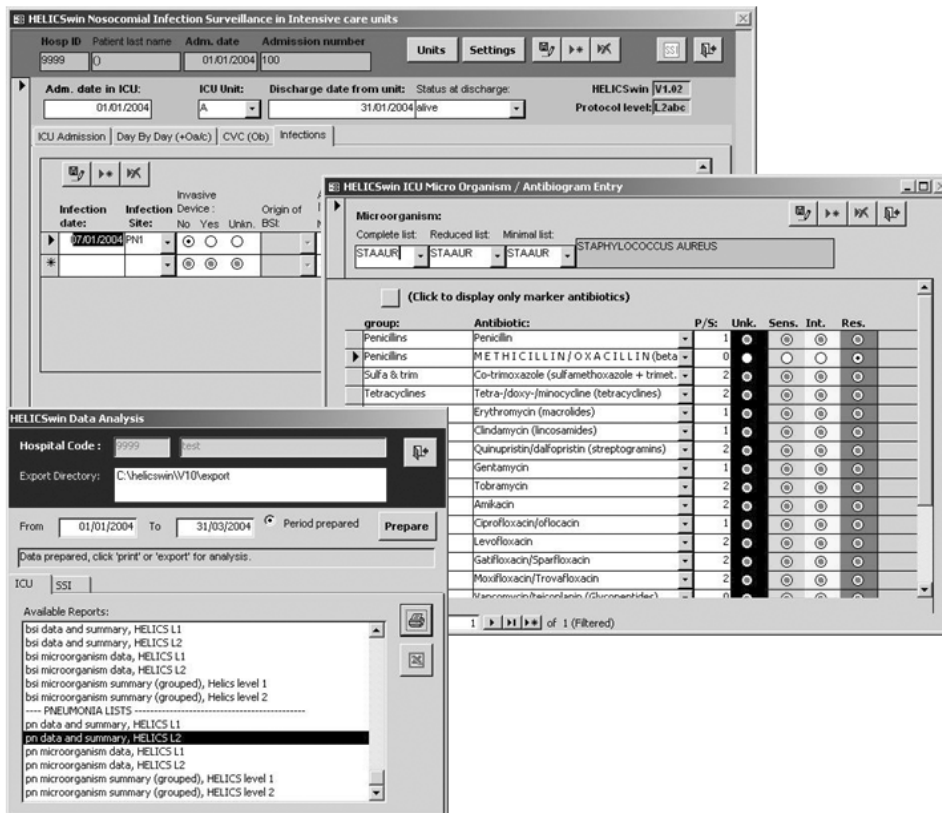 HELICSwin Nosocomial Infection Surveillance in Intensive care units
Hosp ID Patient last name Adm. date Admission number
9999 () 01/01/2004 100
Units Settings SSI
Adm. date in ICU: ICU Unit: Discharge date from unit: Status at discharge: HELICSwin V1.02
01/01/2004 A 31/01/2004 alive Protocol level: L2abc
ICU Admission Day By Day (+Oa/c) CVC (Ob) Infections
Invasive
Infection Infection Device: Origin of
date: Site: No Yes Unkn. BSI:
07/01/2004 PN1
HELICSwin ICU Micro Organism / Antibiogram Entry
Microorganism:
Complete list: Reduced list: Minimal list:
STAAUR STAAUR STAAUR STAPHYLOCOCCUS AUREUS
(Click to display only marker antibiotics)
group: Antibiotic: P/S: Unk. Sens. Int. Res.
Penicillins Penicillin 1
Penicillins METHICILLIN/OXACILLIN(beta 0
Sulfa & trim Co-trimoxazole (sulfamethoxazole + trimet. 2
Tetracyclines Tetra-/doxy-/minocycline (tetracyclines) 2
Erythromycin (macrolides) 1
Clindamycin (lincosamides) 1
Quinupristin/dalfopristin (streptogramins) 2
Gentamycin 1
Tobramycin 2
Amikacin 2
Ciprofloxacin/oflocacin 1
Levofloxacin 2
Gatifloxacin/Sparfloxacin 2
Moxifloxacin/Trovafloxacin 2
Vancomycin/teicoplanin (Glycopeptides) 0
1 of 1 (Filtered)
HELICSwin Data Analysis
Hospital Code : 9999 test
Export Directory: C:\helicswin\V10\export
From 01/01/2004 To 31/03/2004 Period prepared Prepare
Data prepared, click 'print' or 'export' for analysis.
ICU SSI
Available Reports:
bsi data and summary, HELICS L1
bsi data and summary, HELICS L2
bsi microorganism data, HELICS L1
bsi microorganism data, HELICS L2
bsi microorganism summary (grouped), Helics level 1
bsi microorganism summary (grouped), Helics level 2
---- PNEUMONIA LISTS ----------------------------------------
pn data and summary, HELICS L1
pn data and summary, HELICS L2
pn microorganism data, HELICS L1
pn microorganism data, HELICS L2
pn microorganism summary (grouped), HELICS level 1
pn microorganism summary (grouped), HELICS level 2